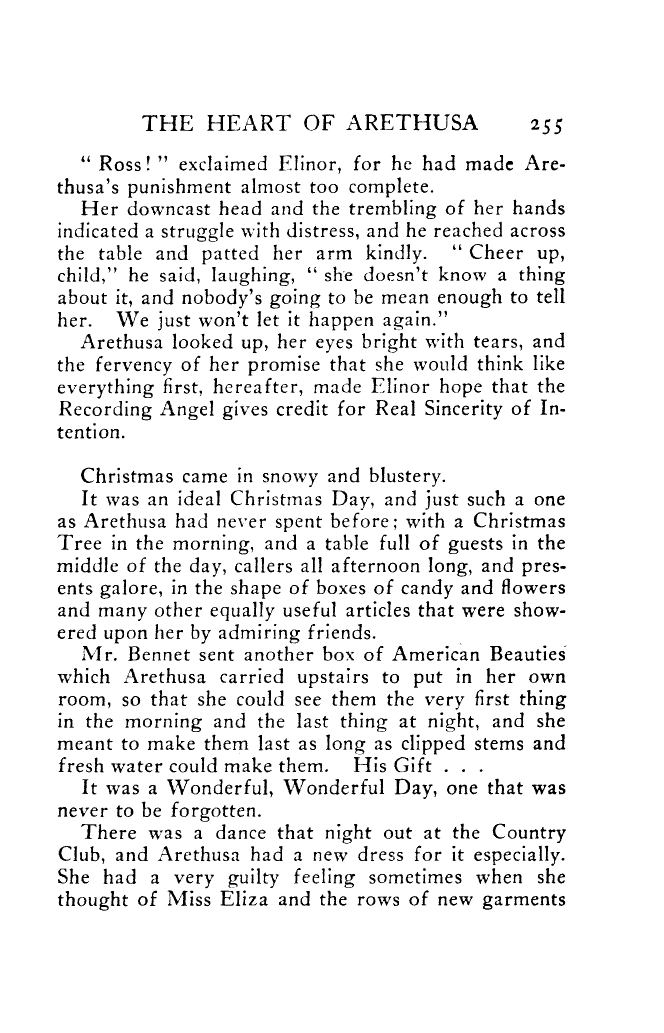 THE HEART OF ARETHUSA 255
" Ross! " exclaimed Elinor, for he had made Are-
thusa's punishment almost too complete.
Her downcast head and the trembling of her hands
indicated a struggle with distress, and he reached across
the table and patted her arm kindly. " Cheer up,
child," he said, laughing, " she doesn't know a thing
about it, and nobody's going to be mean enough to tell
her. We just won't let it happen again."
Arethusa looked up, her eyes bright with tears, and
the fervency of her promise that she would think like
everything first, hereafter, made Elinor hope that the
Recording Angel gives credit for Real Sincerity of In-
tention.
Christmas came in snowy and blustery.
It was an ideal Christmas Day, and just such a one
as Arethusa had never spent before; with a Christmas
Tree in the morning, and a table full of guests in the
middle of the day, callers all afternoon long, and pres-
ents galore, in the shape of boxes of candy and flowers
and many other equally useful articles that were show-
ered upon her by admiring friends.
Mr. Bennet sent another box of American Beauties
which Arethusa carried upstairs to put in her own
room, so that she could see them the very first thing
in the morning and the last thing at night, and she
meant to make them last as long as clipped stems and
fresh water could make them. His Gift . . .
It was a Wonderful, Wonderful Day, one that was
never to be forgotten.
There was a dance that night out at the Country
Club, and Arethusa had a new dress for it especially.
She had a very guilty feeling sometimes when she
thought of Miss Eliza and the rows of new garments